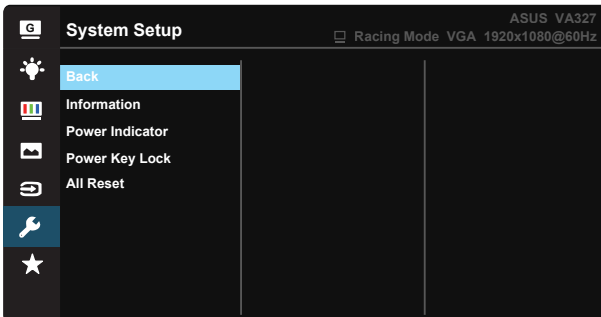 G
System Setup
ASUS VA327
Racing Mode VGA 1920x1080@60Hz
Back
Information
Power Indicator
Power Key Lock
All Reset